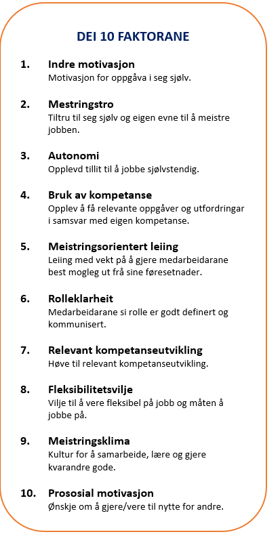 DEI 10 FAKTORANE
1. Indre motivasjon
Motivasjon for oppgåva i seg sjølv.
2. Mestringstro
Tiltru til seg sjølv og eigen evne til å meistre
jobben.
3. Autonomi
Opplevd tillit til å jobbe sjølvstendig.
4. Bruk av kompetanse
Opplev å få relevante oppgåver og utfordringar
i samsvar med eigen kompetanse.
5. Meistringsorientert leiing
Leiing med vekt på å gjere medarbeidarane
best mogleg ut frå sine føresetnader.
6. Rolleklarheit
Medarbeidarane si rolle er godt definert og
kommunisert.
7. Relevant kompetanseutvikling
Høve til relevant kompetanseutvikling.
8. Fleksibilitetsvilje
Vilje til å vere fleksibel på jobb og måten å
jobbe på.
9. Meistringsklima
Kultur for å samarbeide, lære og gjere
kvarandre gode.
10. Prososial motivasjon
Ønskje om å gjere/vere til nytte for andre.